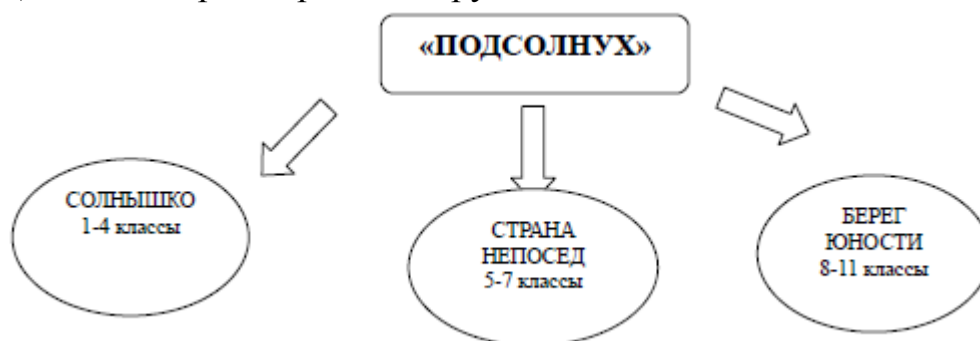 «ПОДСОЛНУХ»
СОЛНЫШКО
1-4 классы
СТРАНА
НЕПОСЕД
5-7 классы
БЕРЕГ
ЮНОСТИ
8-11 классы